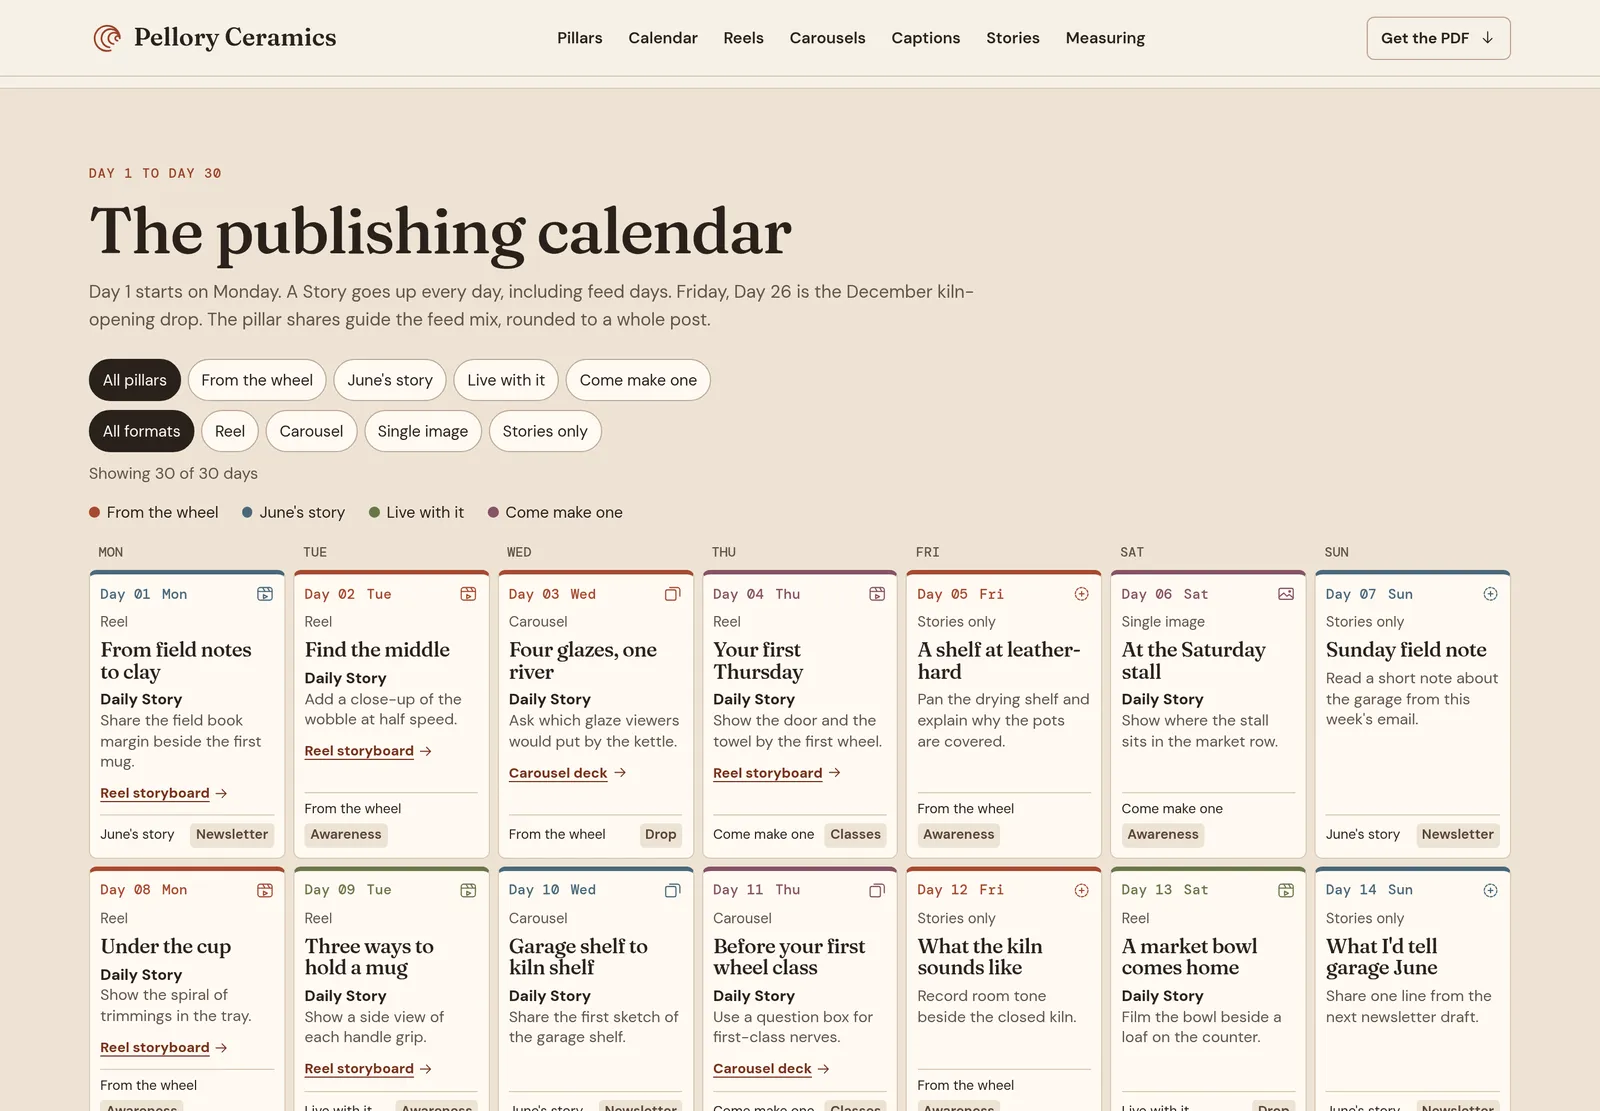 Pellory Ceramics
Pillars
Calendar
Reels
Carousels
Captions
Stories
Measuring
Get the PDF ↓
DAY 1 TO DAY 30
The publishing calendar
Day 1 starts on Monday. A Story goes up every day, including feed days. Friday, Day 26 is the December kiln-
opening drop. The pillar shares guide the feed mix, rounded to a whole post.
All pillars
From the wheel
June's story
Live with it
Come make one
All formats
Reel
Carousel
Single image
Stories only
Showing 30 of 30 days
From the wheel
June's story
Live with it
Come make one
MON
TUE
WED
THU
FRI
SAT
SUN
Day 01 Mon
Reel
From field notes
to clay
Daily Story
Share the field book
margin beside the first
mug.
Reel storyboard →
June's story
Newsletter
Day 02 Tue
Reel
Find the middle
Daily Story
Add a close-up of the
wobble at half speed.
Reel storyboard →
From the wheel
Awareness
Day 03 Wed
Carousel
Four glazes, one
river
Daily Story
Ask which glaze viewers
would put by the kettle.
Carousel deck →
From the wheel
Drop
Day 04 Thu
Reel
Your first
Thursday
Daily Story
Show the door and the
towel by the first wheel.
Reel storyboard →
Come make one
Classes
Day 05 Fri
Stories only
A shelf at leather-
hard
Pan the drying shelf and
explain why the pots
are covered.
From the wheel
Awareness
Day 06 Sat
Single image
At the Saturday
stall
Daily Story
Show where the stall
sits in the market row.
Come make one
Awareness
Day 07 Sun
Stories only
Sunday field note
Read a short note about
the garage from this
week's email.
June's story
Newsletter
Day 08 Mon
Reel
Under the cup
Daily Story
Show the spiral of
trimmings in the tray.
Reel storyboard →
From the wheel
Awareness
Day 09 Tue
Reel
Three ways to
hold a mug
Daily Story
Show a side view of
each handle grip.
Reel storyboard →
Live with it
Awareness
Day 10 Wed
Carousel
Garage shelf to
kiln shelf
Daily Story
Share the first sketch of
the garage shelf.
June's story
Newsletter
Day 11 Thu
Carousel
Before your first
wheel class
Daily Story
Use a question box for
first-class nerves.
Carousel deck →
Come make one
Classes
Day 12 Fri
Stories only
What the kiln
sounds like
Record room tone
beside the closed kiln.
From the wheel
Awareness
Day 13 Sat
Reel
A market bowl
comes home
Daily Story
Film the bowl beside a
loaf on the counter.
Live with it
Drop
Day 14 Sun
Stories only
What I'd tell
garage June
Share one line from the
next newsletter draft.
June's story
Newsletter